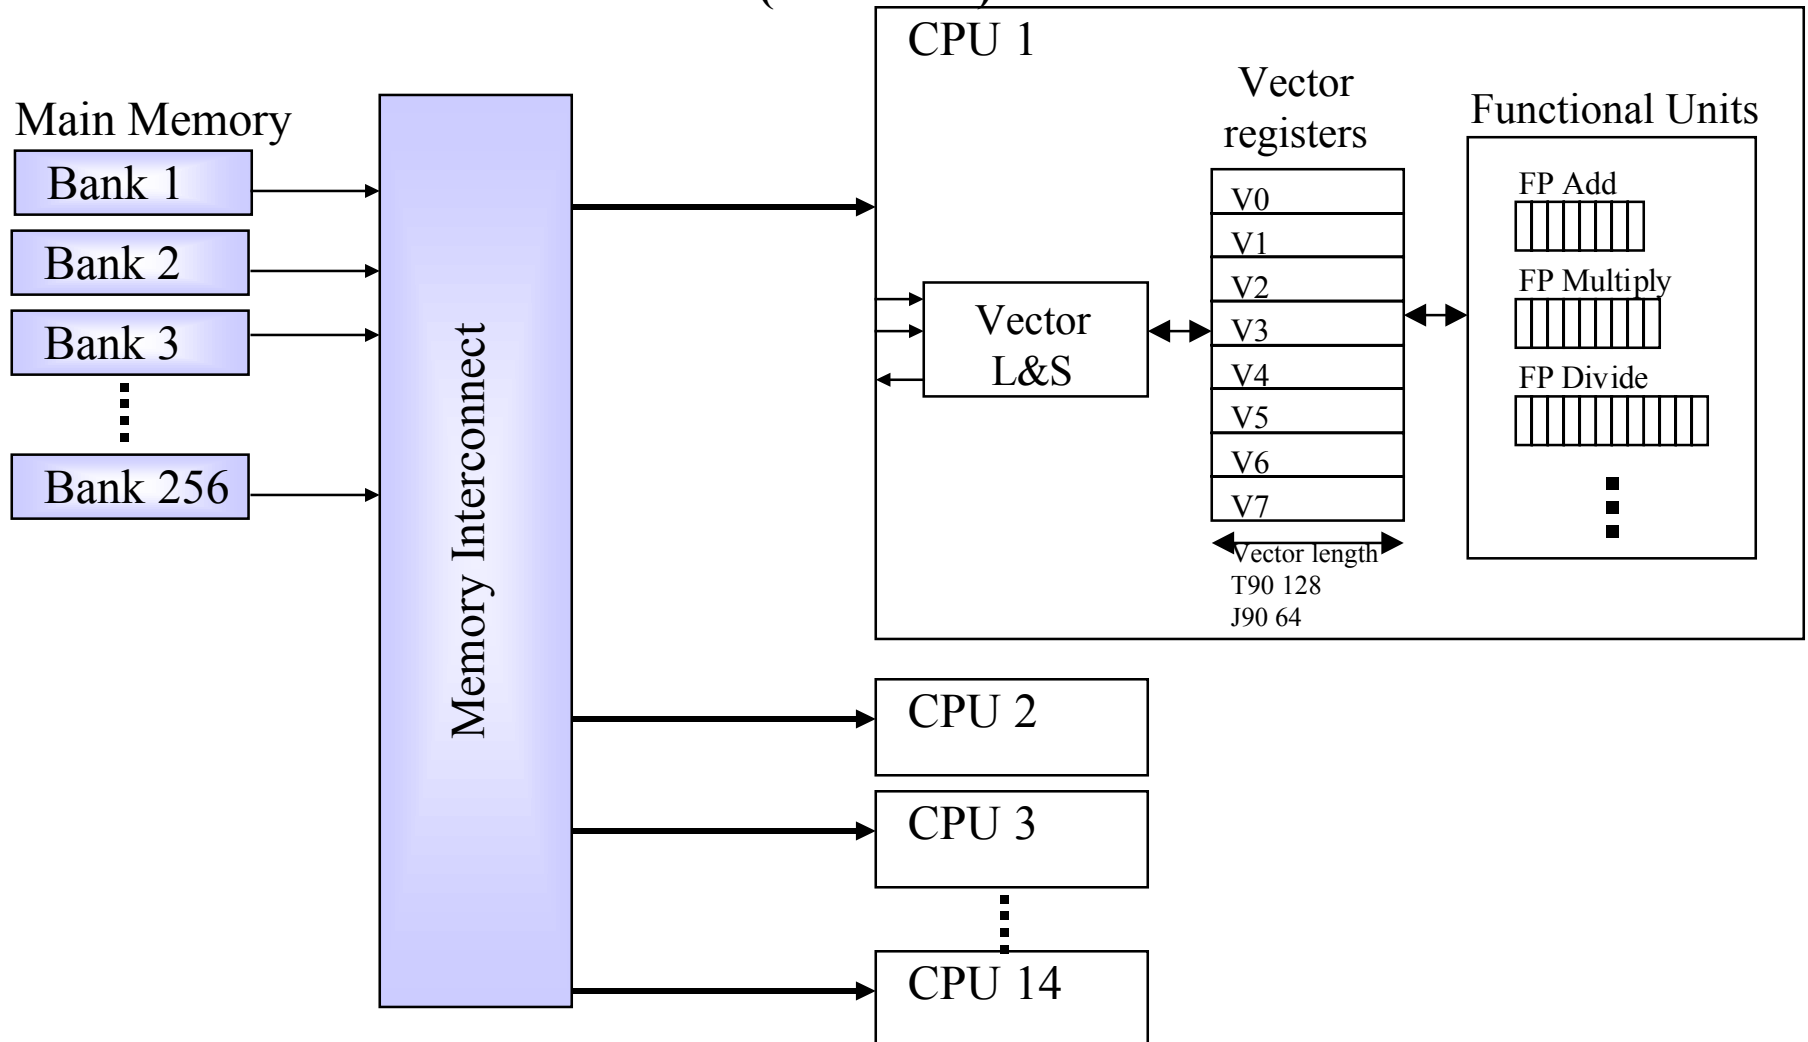 CPU 1
Main Memory
Bank 1
Bank 2
Bank 3
Bank 256
Memory Interconnect
Vector
L&S
Vector
registers
V0
V1
V2
V3
V4
V5
V6
V7
Vector length
T90 128
J90 64
Functional Units
FP Add
FP Multiply
FP Divide
CPU 2
CPU 3
CPU 14